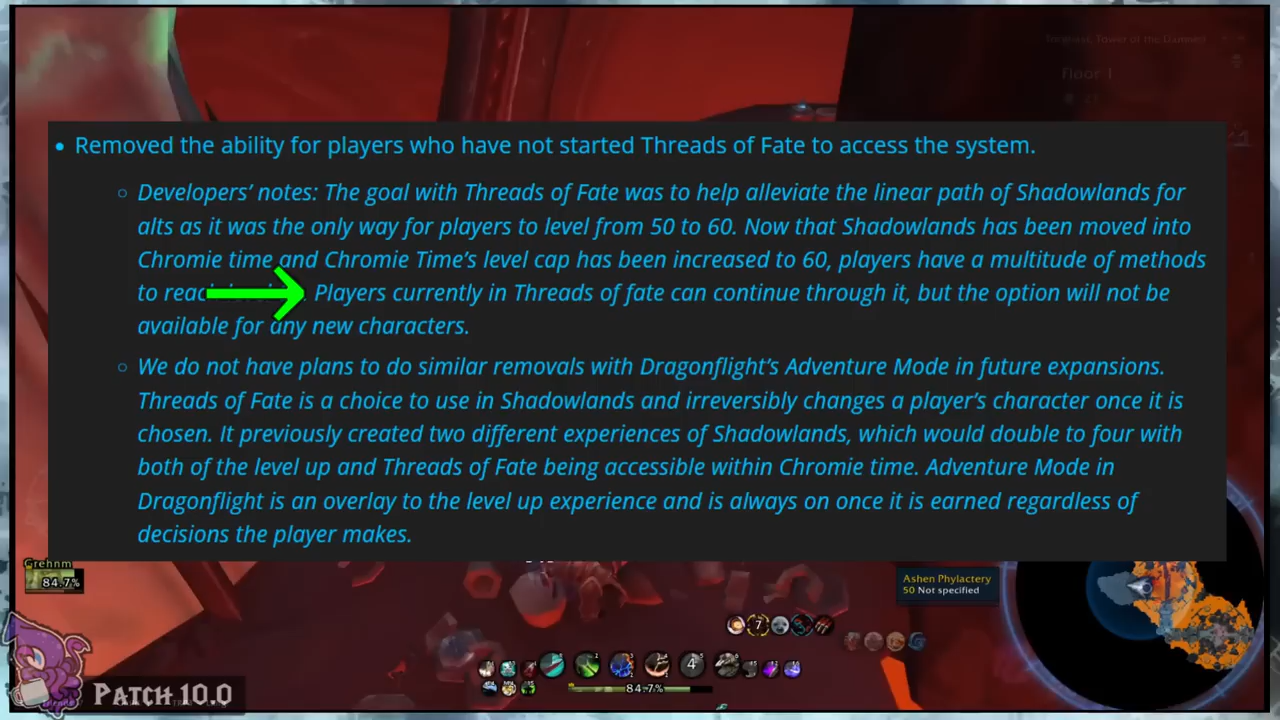 Torghast, Tower of the Damned
Floor 1
• Removed the ability for players who have not started Threads of Fate to access the system.
○ Developers’ notes: The goal with Threads of Fate was to help alleviate the linear path of Shadowlands for
alts as it was the only way for players to level from 50 to 60. Now that Shadowlands has been moved into
Chromie time and Chromie Time’s level cap has been increased to 60, players have a multitude of methods
to Players currently in Threads of fate can continue through it, but the option will not be
available for any new characters.
○ We do not have plans to do similar removals with Dragonflight’s Adventure Mode in future expansions.
Threads of Fate is a choice to use in Shadowlands and irreversibly changes a player’s character once it is
chosen. It previously created two different experiences of Shadowlands, which would double to four with
both of the level up and Threads of Fate being accessible within Chromie time. Adventure Mode in
Dragonflight is an overlay to the level up experience and is always on once it is earned regardless of
decisions the player makes.
Grehnm
84.7%
Ashen Phylactery
50 Not specified
7
4
84.7%
PATCH 10.0